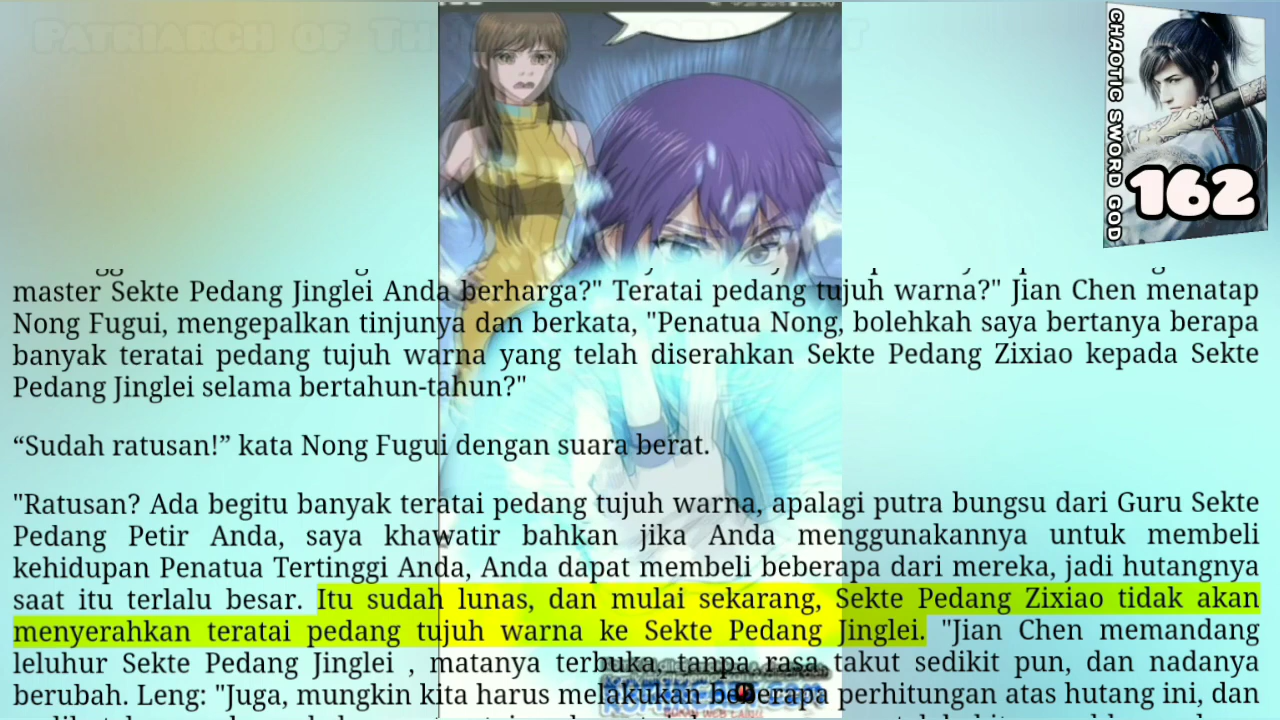 PATRIARCH OF
CHAOTIC SWORD GOD
162
master Sekte Pedang Jinglei Anda berharga?" Teratai pedang tujuh warna?" Jian Chen menatap
Nong Fugui, mengepalkan tinjunya dan berkata, "Penatua Nong, bolehkah saya bertanya berapa
banyak teratai pedang tujuh warna yang telah diserahkan Sekte Pedang Zixiao kepada Sekte
Pedang Jinglei selama bertahun-tahun?"
“Sudah ratusan!” kata Nong Fugui dengan suara berat.
"Ratusan? Ada begitu banyak teratai pedang tujuh warna, apalagi putra bungsu dari Guru Sekte
Pedang Petir Anda, saya khawatir bahkan jika Anda menggunakannya untuk membeli
kehidupan Penatua Tertinggi Anda, Anda dapat membeli beberapa dari mereka, jadi hutangnya
saat itu terlalu besar. Itu sudah lunas, dan mulai sekarang, Sekte Pedang Zixiao tidak akan
menyerahkan teratai pedang tujuh warna ke Sekte Pedang Jinglei. "Jian Chen memandang
leluhur Sekte Pedang Jinglei , matanya terbuka, tanpa rasa takut sedikit pun, dan nadanya
berubah. Leng: "Juga, mungkin kita harus melakukan beberapa perhitungan atas hutang ini, dan